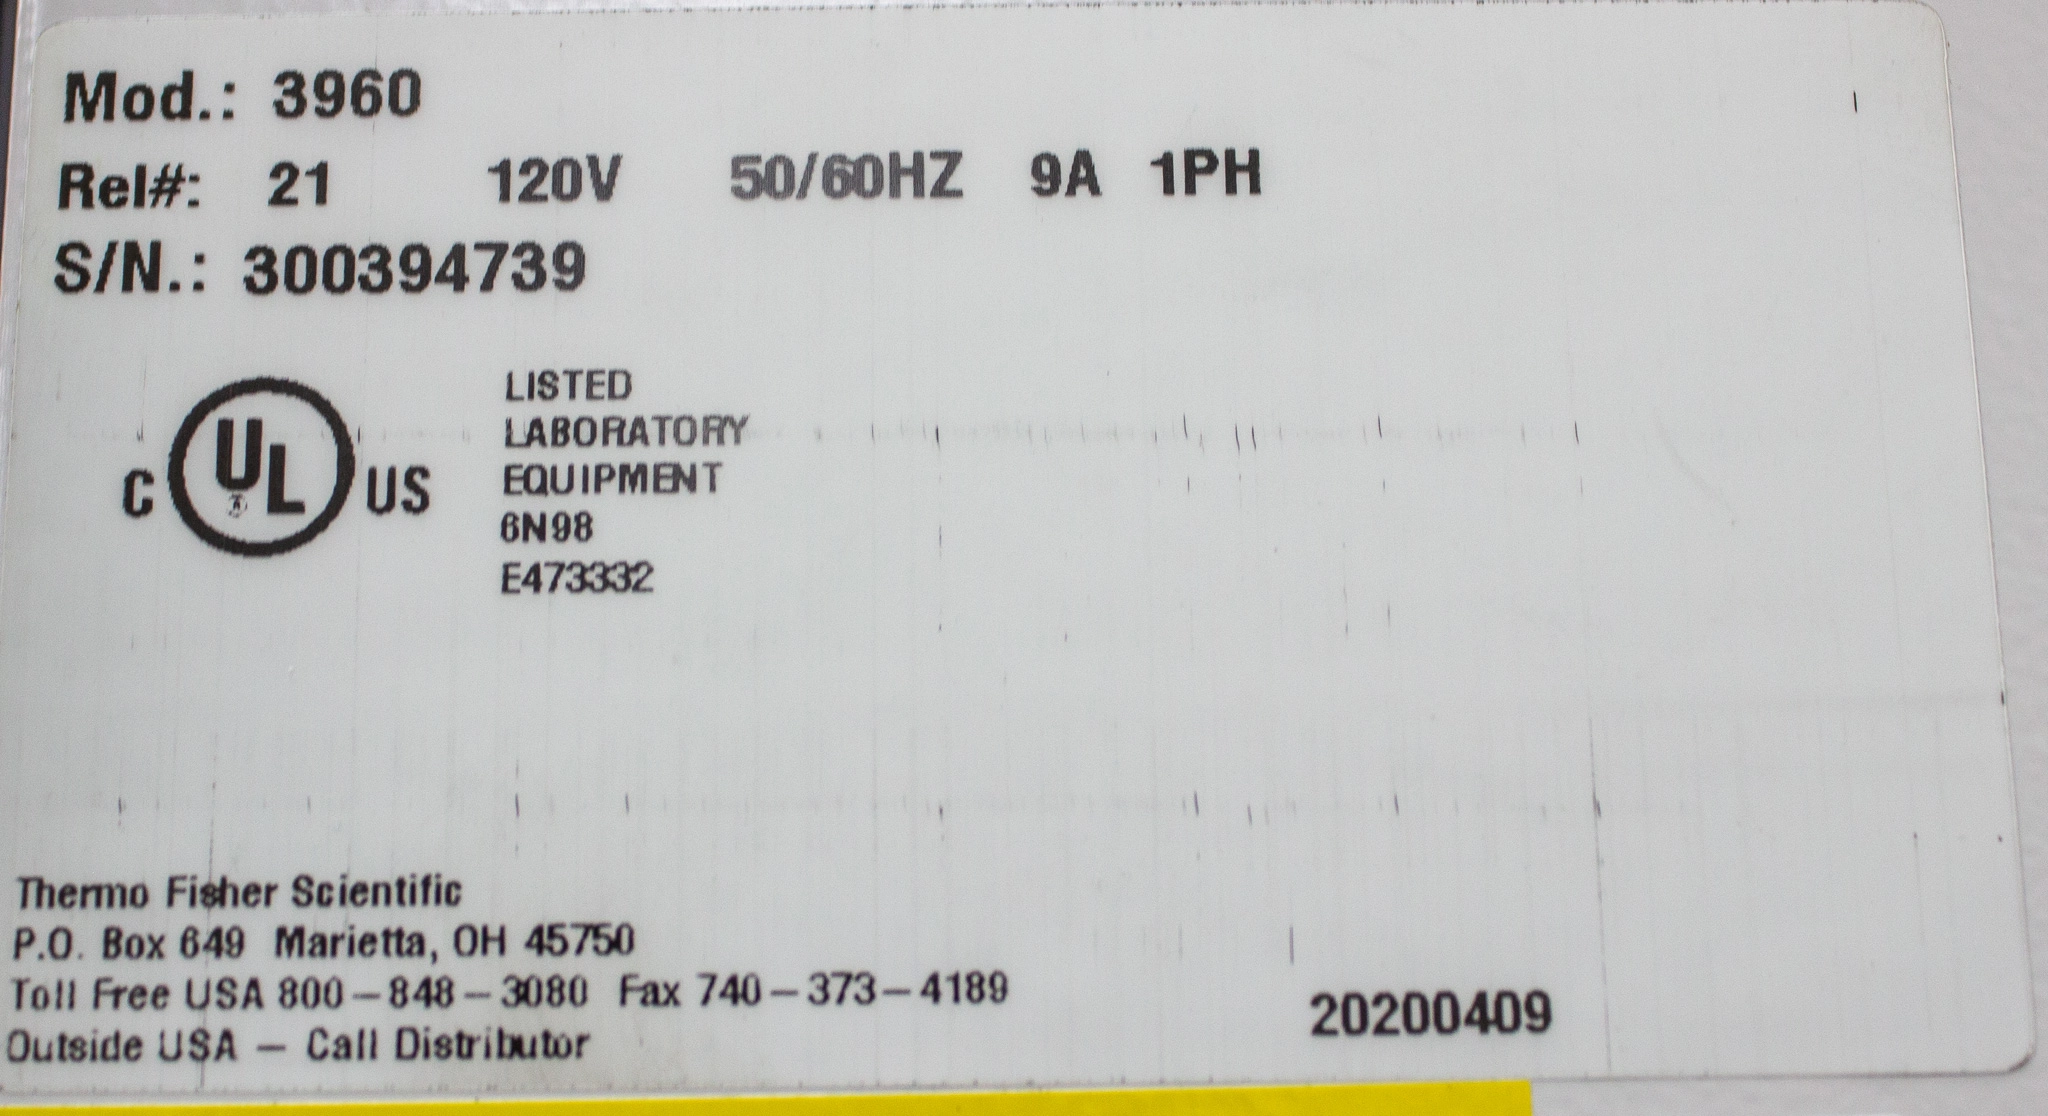 Mod.: 3960
Rel#: 21 120V 50/60HZ 9A 1PH
S/N.: 300394739
C UL US
LISTED
LABORATORY
EQUIPMENT
6N98
E473332
Thermo Fisher Scientific
P.O. Box 649 Marietta, OH 45750
Toll Free USA 800-848-3080 Fax 740-373-4189
Outside USA - Call Distributor
20200409